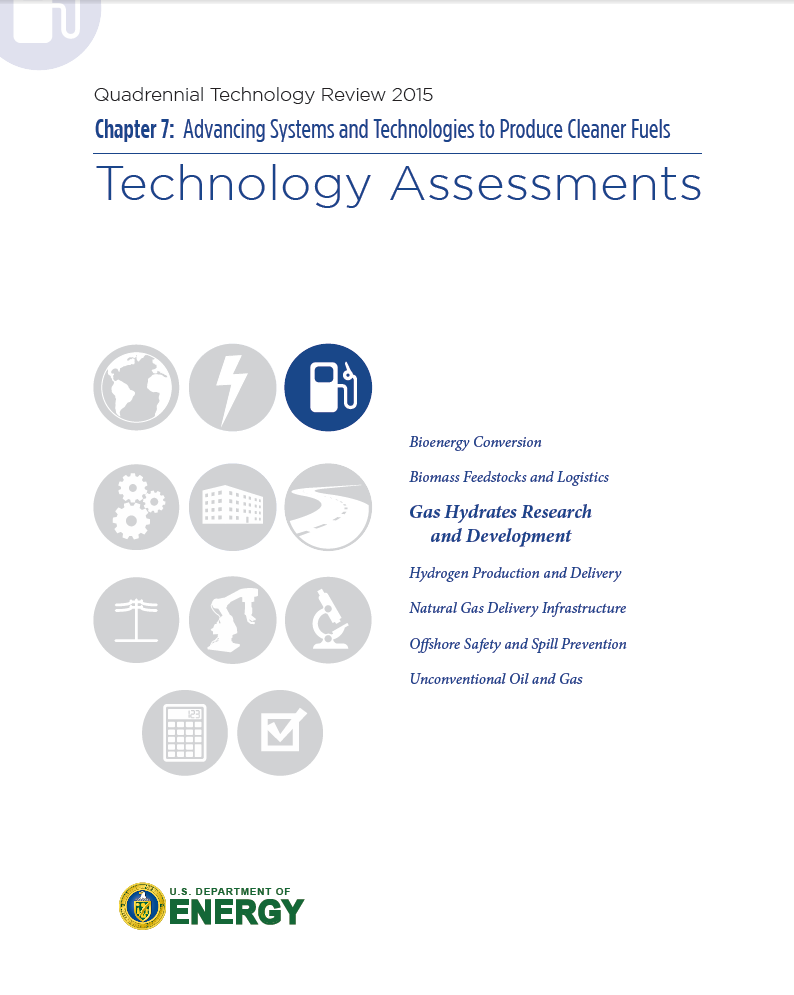 Quadrennial Technology Review 2015
Chapter 7: Advancing Systems and Technologies to Produce Cleaner Fuels
Technology Assessments
Bioenergy Conversion
Biomass Feedstocks and Logistics
Gas Hydrates Research
and Development
Hydrogen Production and Delivery
Natural Gas Delivery Infrastructure
Offshore Safety and Spill Prevention
Unconventional Oil and Gas
123
U.S. DEPARTMENT OF
ENERGY